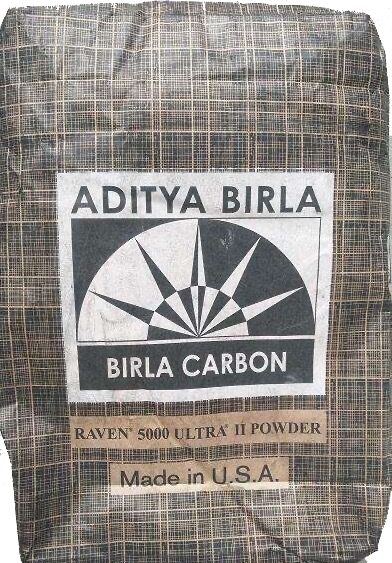 ADITYA BIRLA
BIRLA CARBON
RAVEN® 5000 ULTRA® II POWDER
Made in U.S.A.